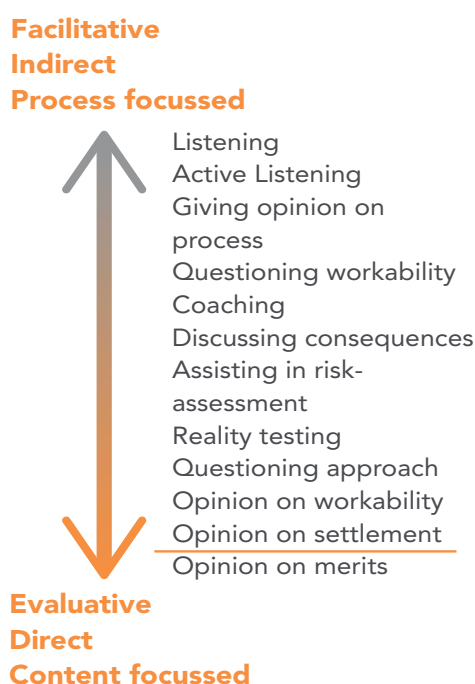 Facilitative
Indirect
Process focussed
Listening
Active Listening
Giving opinion on
process
Questioning workability
Coaching
Discussing consequences
Assisting in risk-
assessment
Reality testing
Questioning approach
Opinion on workability
Opinion on settlement
Opinion on merits
Evaluative
Direct
Content focussed